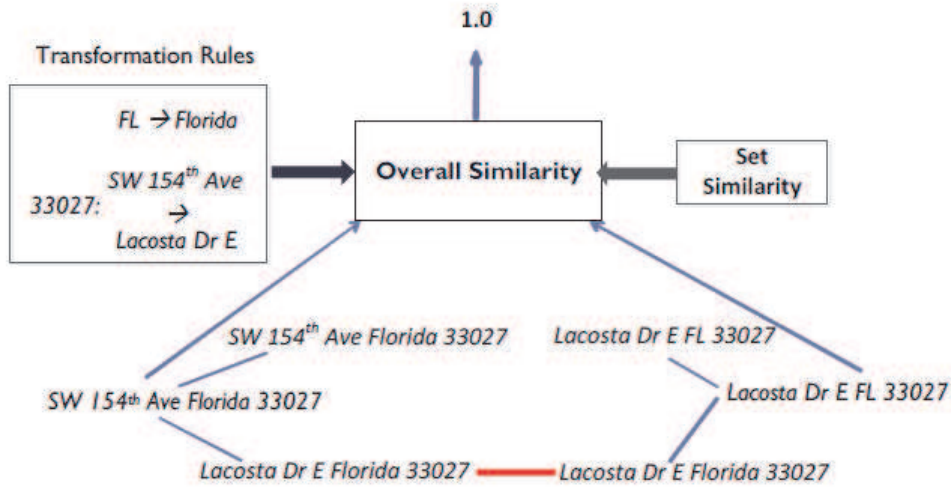 1.0
Transformation Rules
FL → Florida
SW 154th Ave
33027:
→
Lacosta Dr E
Overall Similarity
Set
Similarity
SW 154th Ave Florida 33027
Lacosta Dr E FL 33027
SW 154th Ave Florida 33027
Lacosta Dr E FL 33027
Lacosta Dr E Florida 33027
Lacosta Dr E Florida 33027